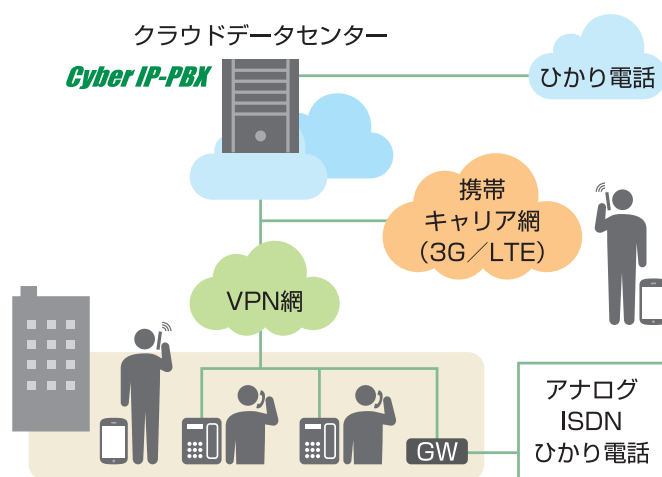 クラウドデータセンター
Cyber IP-PBX
ひかり電話
携帯
キャリア網
(3G／LTE)
VPN網
GW
アナログ
ISDN
ひかり電話